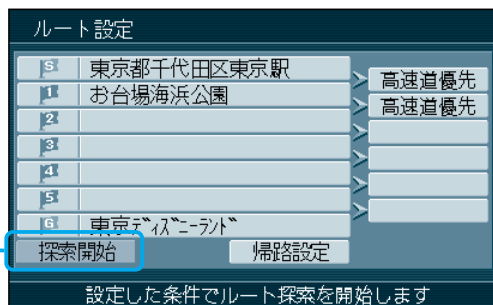 ルート設定
S 東京都千代田区東京駅
高速道優先
1 お台場海浜公園
高速道優先
2
3
4
5
G 東京ディズニーランド
探索開始 帰路設定
設定した条件でルート探索を開始します